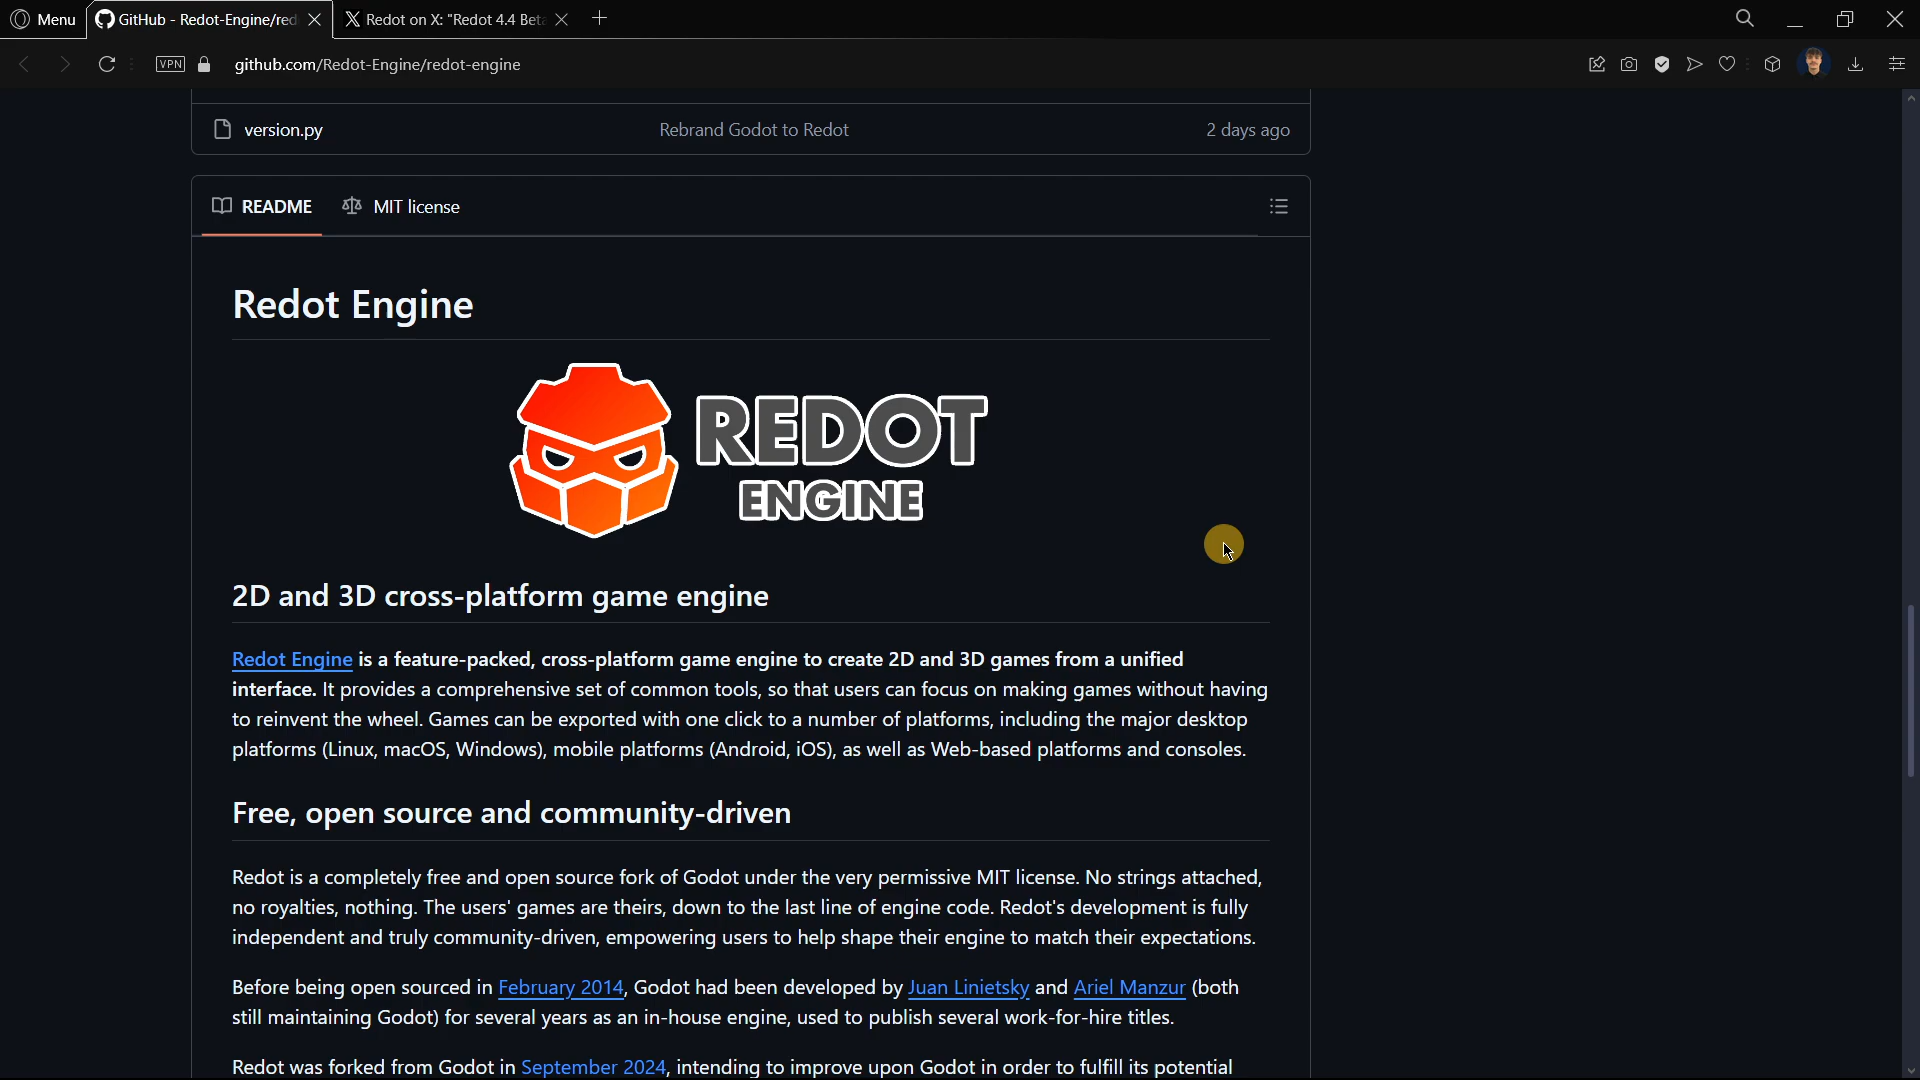 Menu
GitHub - Redot-Engine/red
Redot on X: "Redot 4.4 Beta
VPN
github.com/Redot-Engine/redot-engine
version.py
Rebrand Godot to Redot
2 days ago
README
MIT license
Redot Engine
REDOT
ENGINE
2D and 3D cross-platform game engine
Redot Engine is a feature-packed, cross-platform game engine to create 2D and 3D games from a unified
interface. It provides a comprehensive set of common tools, so that users can focus on making games without having
to reinvent the wheel. Games can be exported with one click to a number of platforms, including the major desktop
platforms (Linux, macOS, Windows), mobile platforms (Android, iOS), as well as Web-based platforms and consoles.
Free, open source and community-driven
Redot is a completely free and open source fork of Godot under the very permissive MIT license. No strings attached,
no royalties, nothing. The users' games are theirs, down to the last line of engine code. Redot's development is fully
independent and truly community-driven, empowering users to help shape their engine to match their expectations.
Before being open sourced in February 2014, Godot had been developed by Juan Linietsky and Ariel Manzur (both
still maintaining Godot) for several years as an in-house engine, used to publish several work-for-hire titles.
Redot was forked from Godot in September 2024, intending to improve upon Godot in order to fulfill its potential